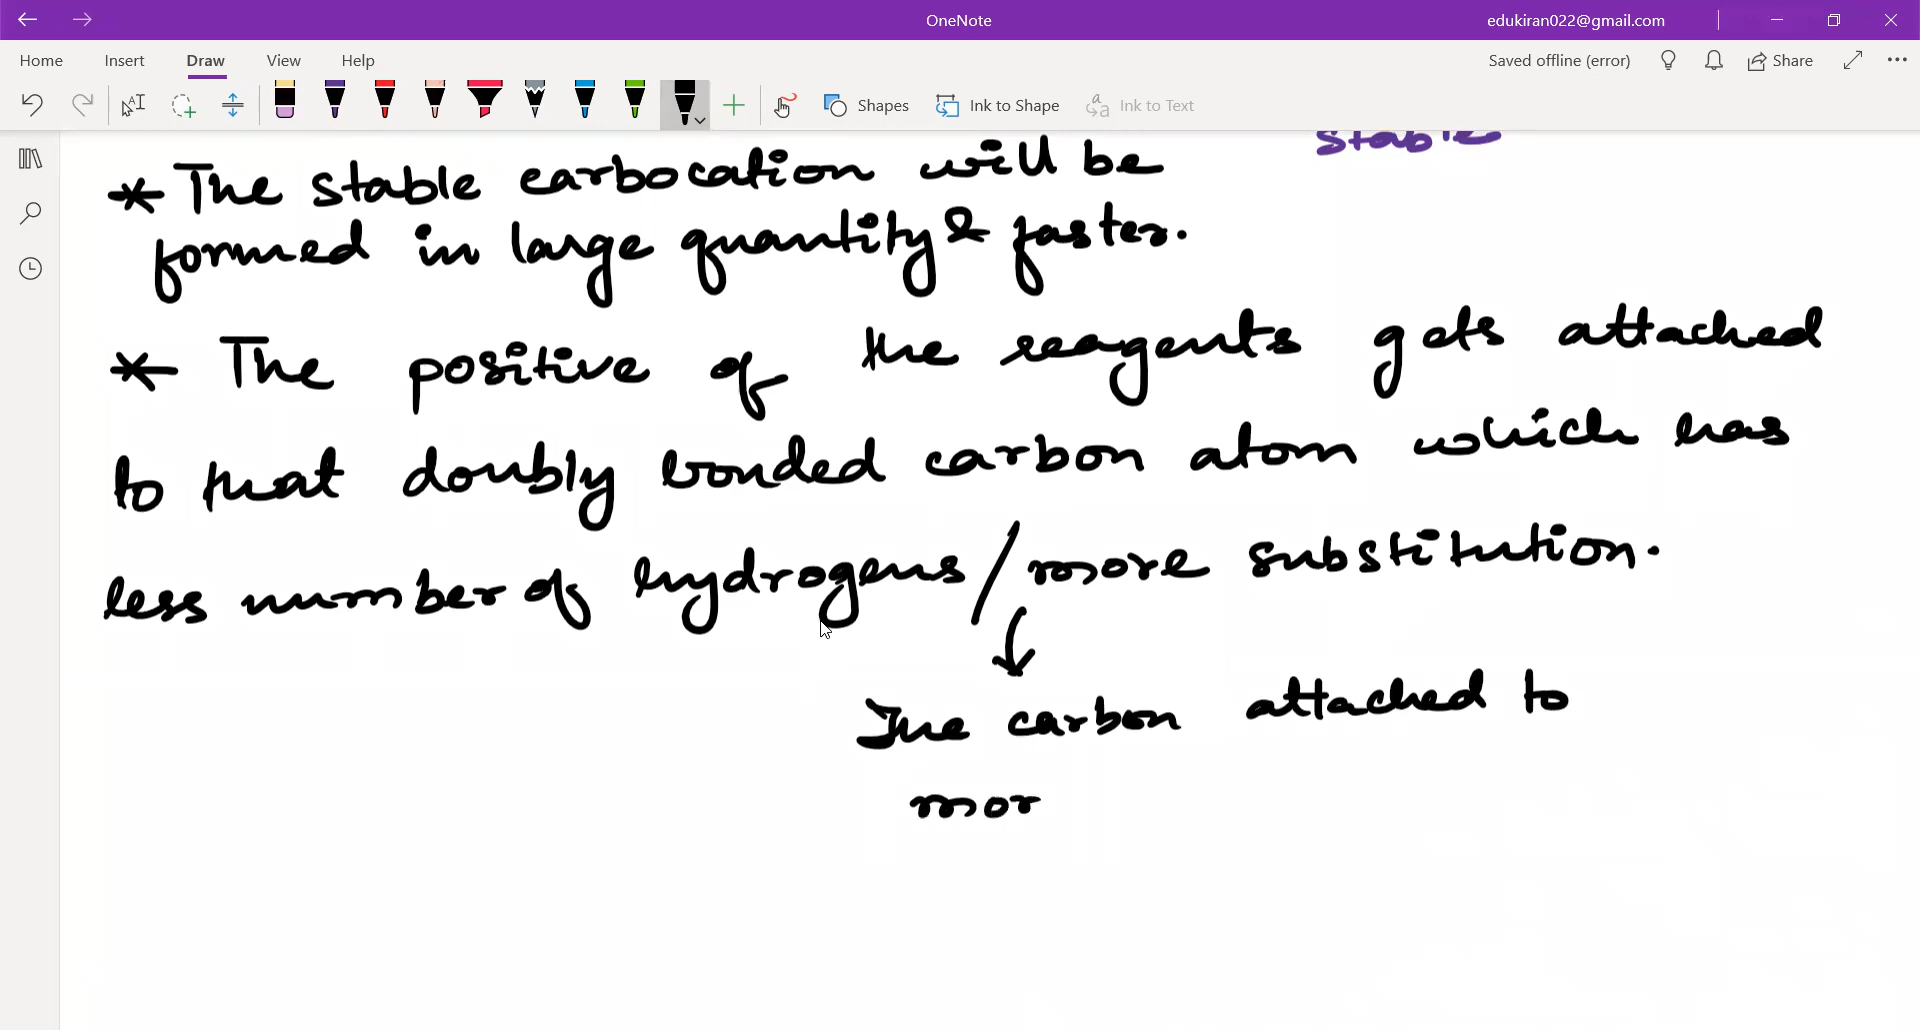 OneNote
edukiran022@gmail.com
Home Insert Draw View Help
Saved offline (error) Share
Shapes Ink to Shape Ink to Text
stable
* The stable carbocation will be
formed in large quantity & faster.
* The positive of the reagents gets attached
to that doubly bonded carbon atom which has
less number of hydrogens / more substitution.
↓
The carbon attached to
mor